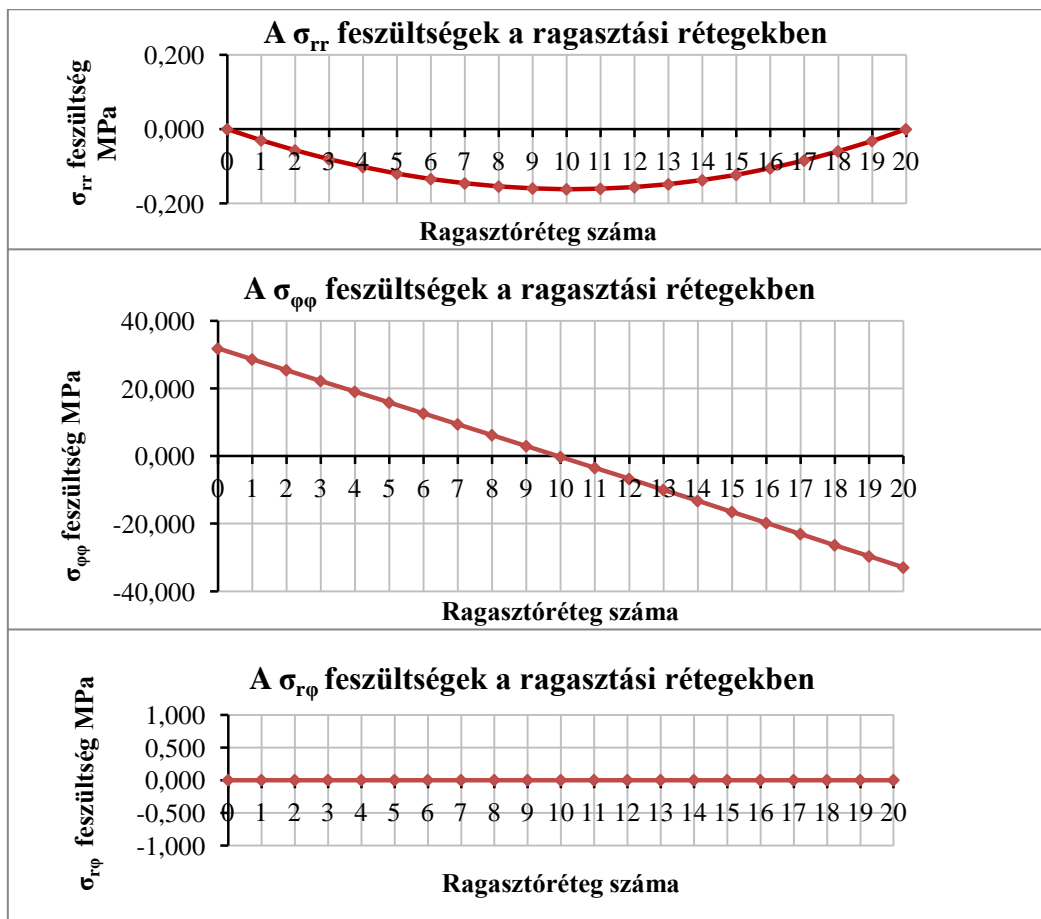 A σrr feszültségek a ragasztási rétegekben
σrr feszültség
MPa
0,200
0,000
-0,200
0 1 2 3 4 5 6 7 8 9 10 11 12 13 14 15 16 17 18 19 20
Ragasztóréteg száma
A σφφ feszültségek a ragasztási rétegekben
σφφ feszültség MPa
40,000
20,000
0,000
-20,000
-40,000
0 1 2 3 4 5 6 7 8 9 10 11 12 13 14 15 16 17 18 19 20
Ragasztóréteg száma
A σrφ feszültségek a ragasztási rétegekben
σrφ feszültség MPa
1,000
0,500
0,000
-0,500
-1,000
0 1 2 3 4 5 6 7 8 9 10 11 12 13 14 15 16 17 18 19 20
Ragasztóréteg száma